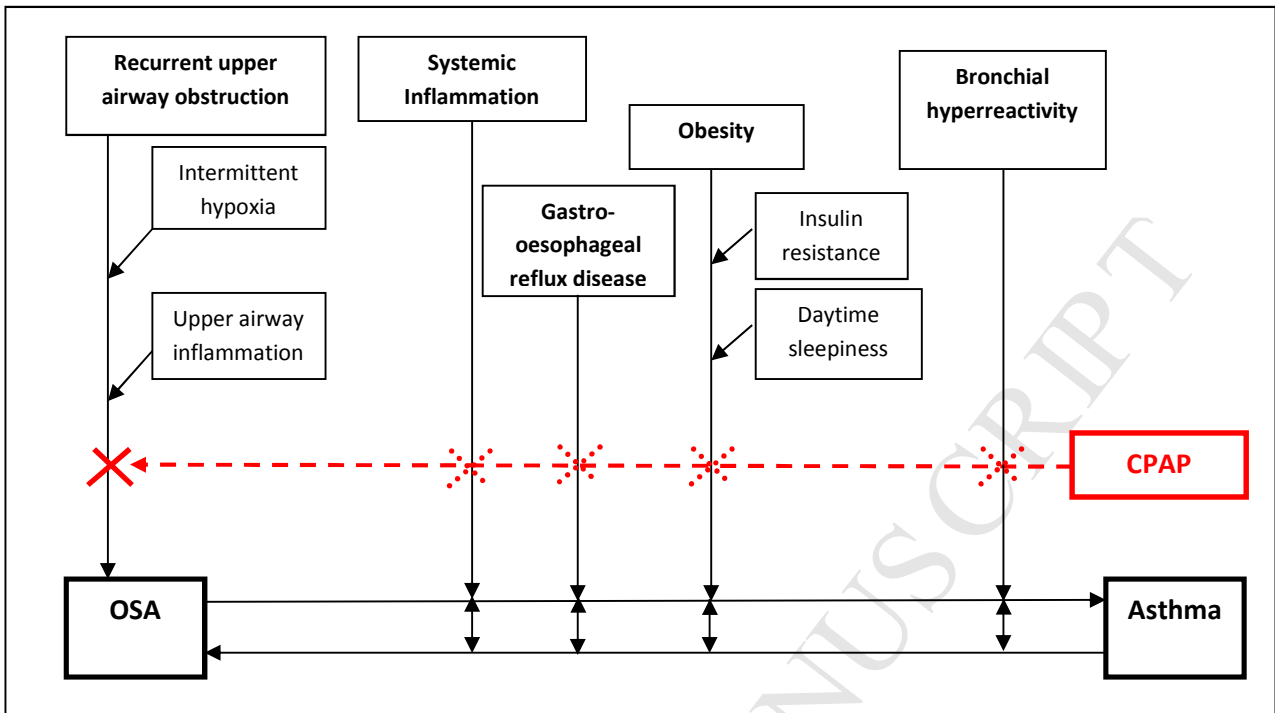 Recurrent upper
airway obstruction
Systemic
Inflammation
Bronchial
hyperreactivity
Obesity
Intermittent
hypoxia
Gastro-
oesophageal
reflux disease
Insulin
resistance
Upper airway
inflammation
Daytime
sleepiness
CPAP
OSA
Asthma
NUSCRIPT